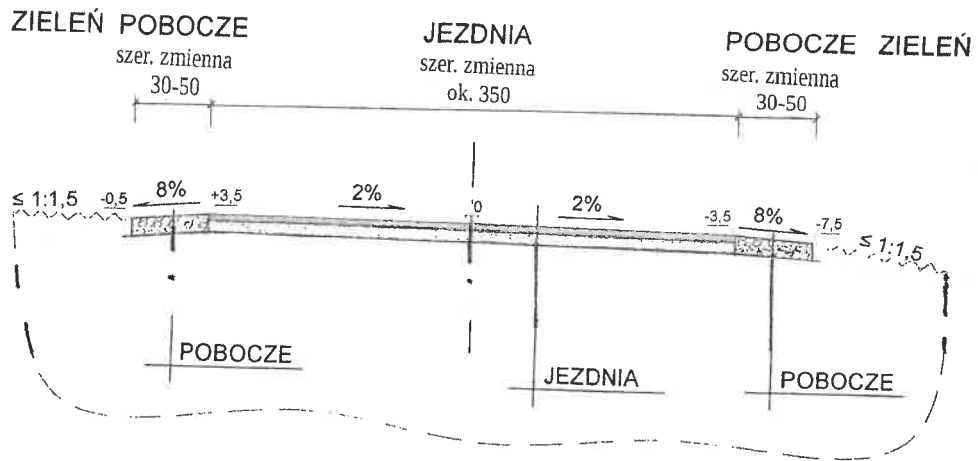 ZIELEŃ POBOCZE
szer. zmienna
30-50
JEZDNIA
szer. zmienna
ok. 350
POBOCZE ZIELEŃ
szer. zmienna
30-50
≤ 1:1,5
-0,5
8%
+3,5
2%
0
2%
-3,5
8%
-7,5
≤ 1:1,5
POBOCZE
JEZDNIA
POBOCZE